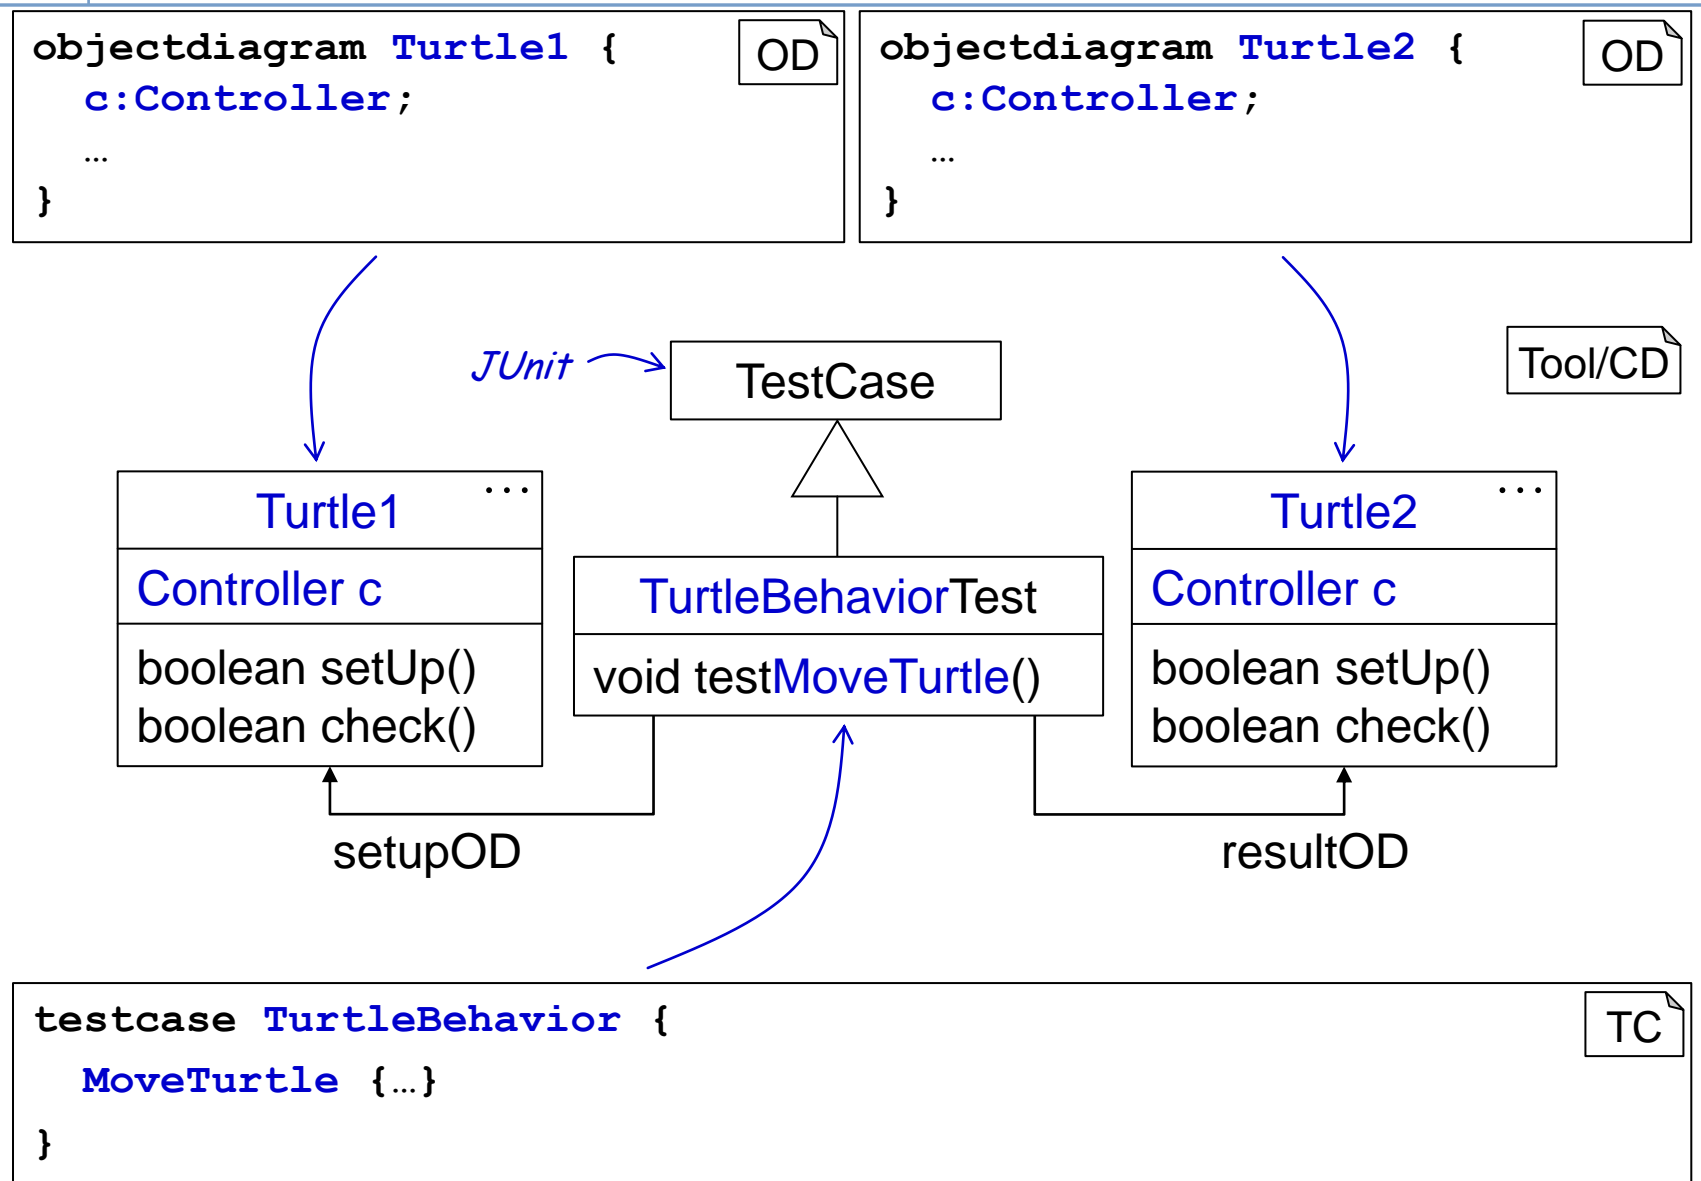 objectdiagram Turtle1 {
c:Controller;
…
}
OD
objectdiagram Turtle2 {
c:Controller;
…
}
OD
JUnit
TestCase
Tool/CD
Turtle1
...
Controller c
boolean setUp()
boolean check()
TurtleBehaviorTest
void testMoveTurtle()
Turtle2
...
Controller c
boolean setUp()
boolean check()
setupOD
resultOD
testcase TurtleBehavior {
MoveTurtle {…}
}
TC